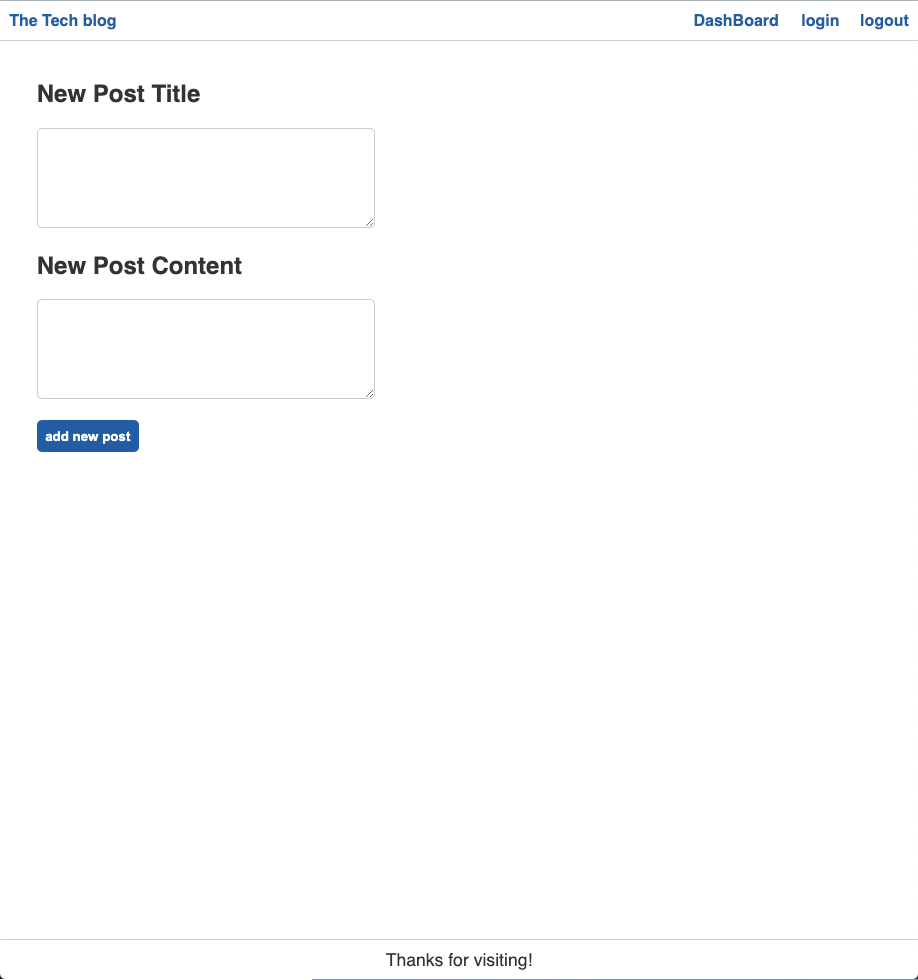 The Tech blog DashBoard login logout
New Post Title
New Post Content
add new post
Thanks for visiting!